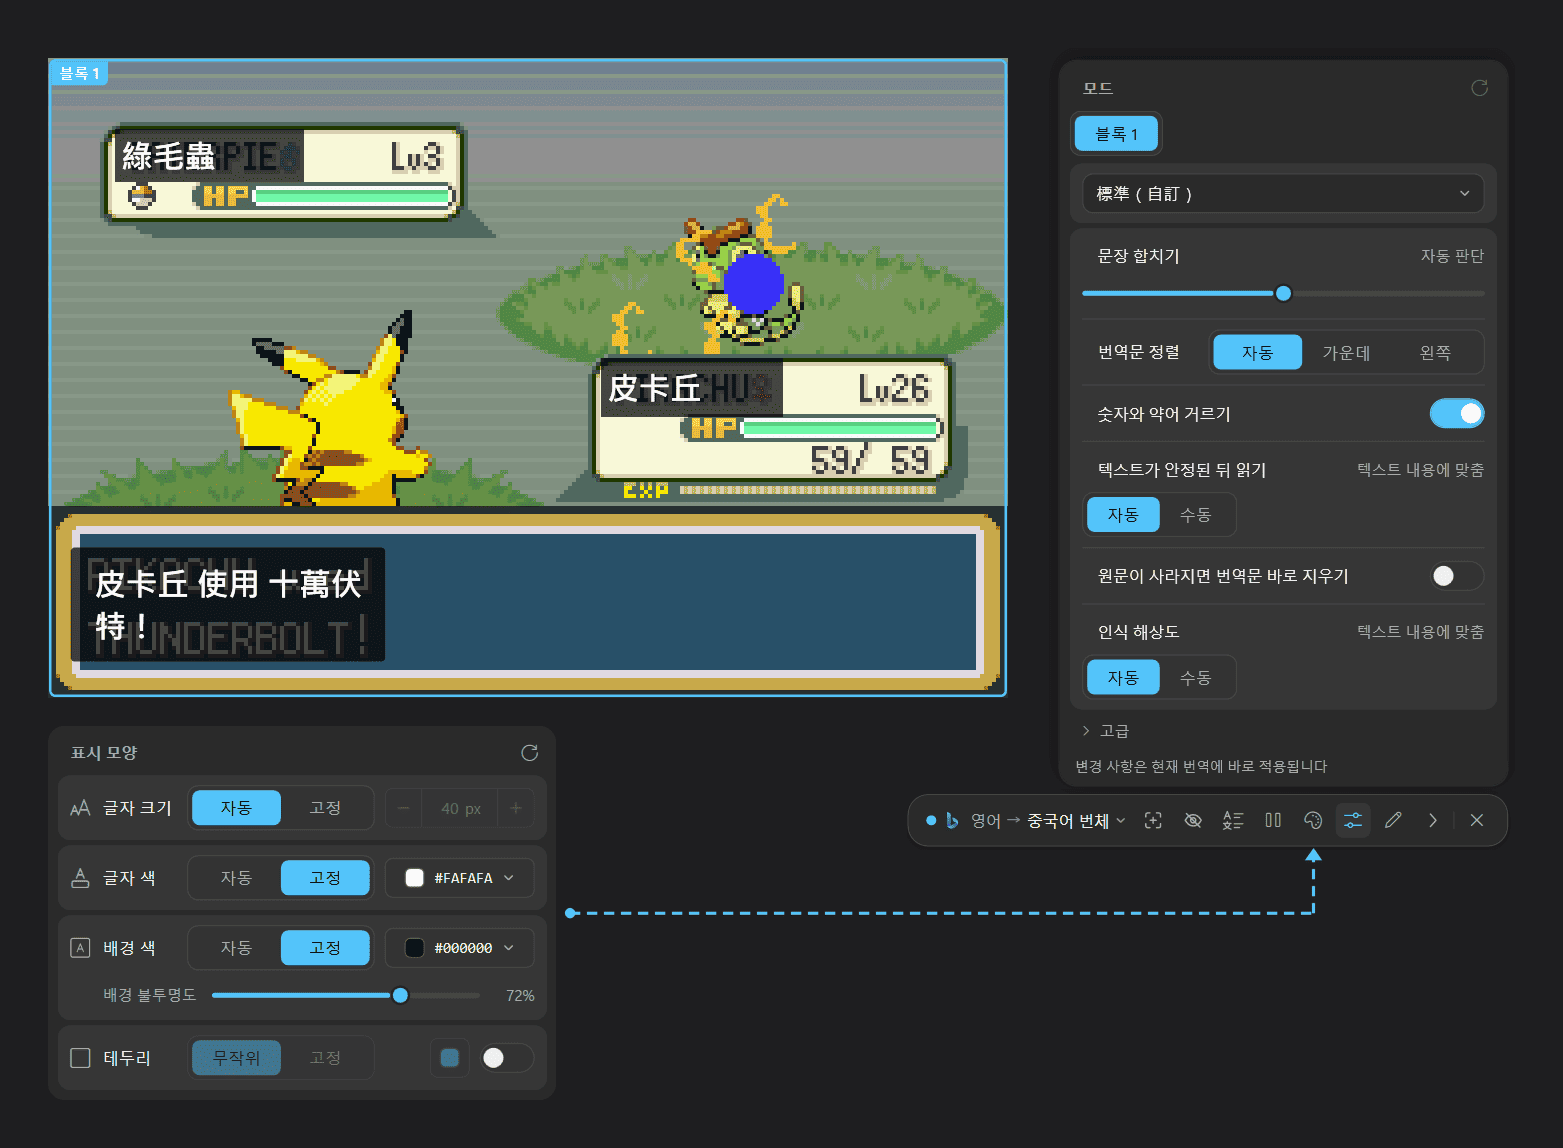 블록 1
綠毛蟲
Lv3
HP
皮卡丘
Lv26
HP
59/ 59
EXP
皮卡丘 使用 十萬伏
特！
THUNDERBOLT!
모드
블록 1
標準（自訂）
문장 합치기
자동 판단
번역문 정렬
자동
가운데
왼쪽
숫자와 약어 거르기
텍스트가 안정된 뒤 읽기
텍스트 내용에 맞춤
자동
수동
원문이 사라지면 번역문 바로 지우기
인식 해상도
텍스트 내용에 맞춤
자동
수동
고급
변경 사항은 현재 번역에 바로 적용됩니다
영어 → 중국어 번체
표시 모양
글자 크기
자동
고정
40 px
글자 색
자동
고정
#FAFAFA
배경 색
자동
고정
#000000
배경 불투명도
72%
테두리
무작위
고정